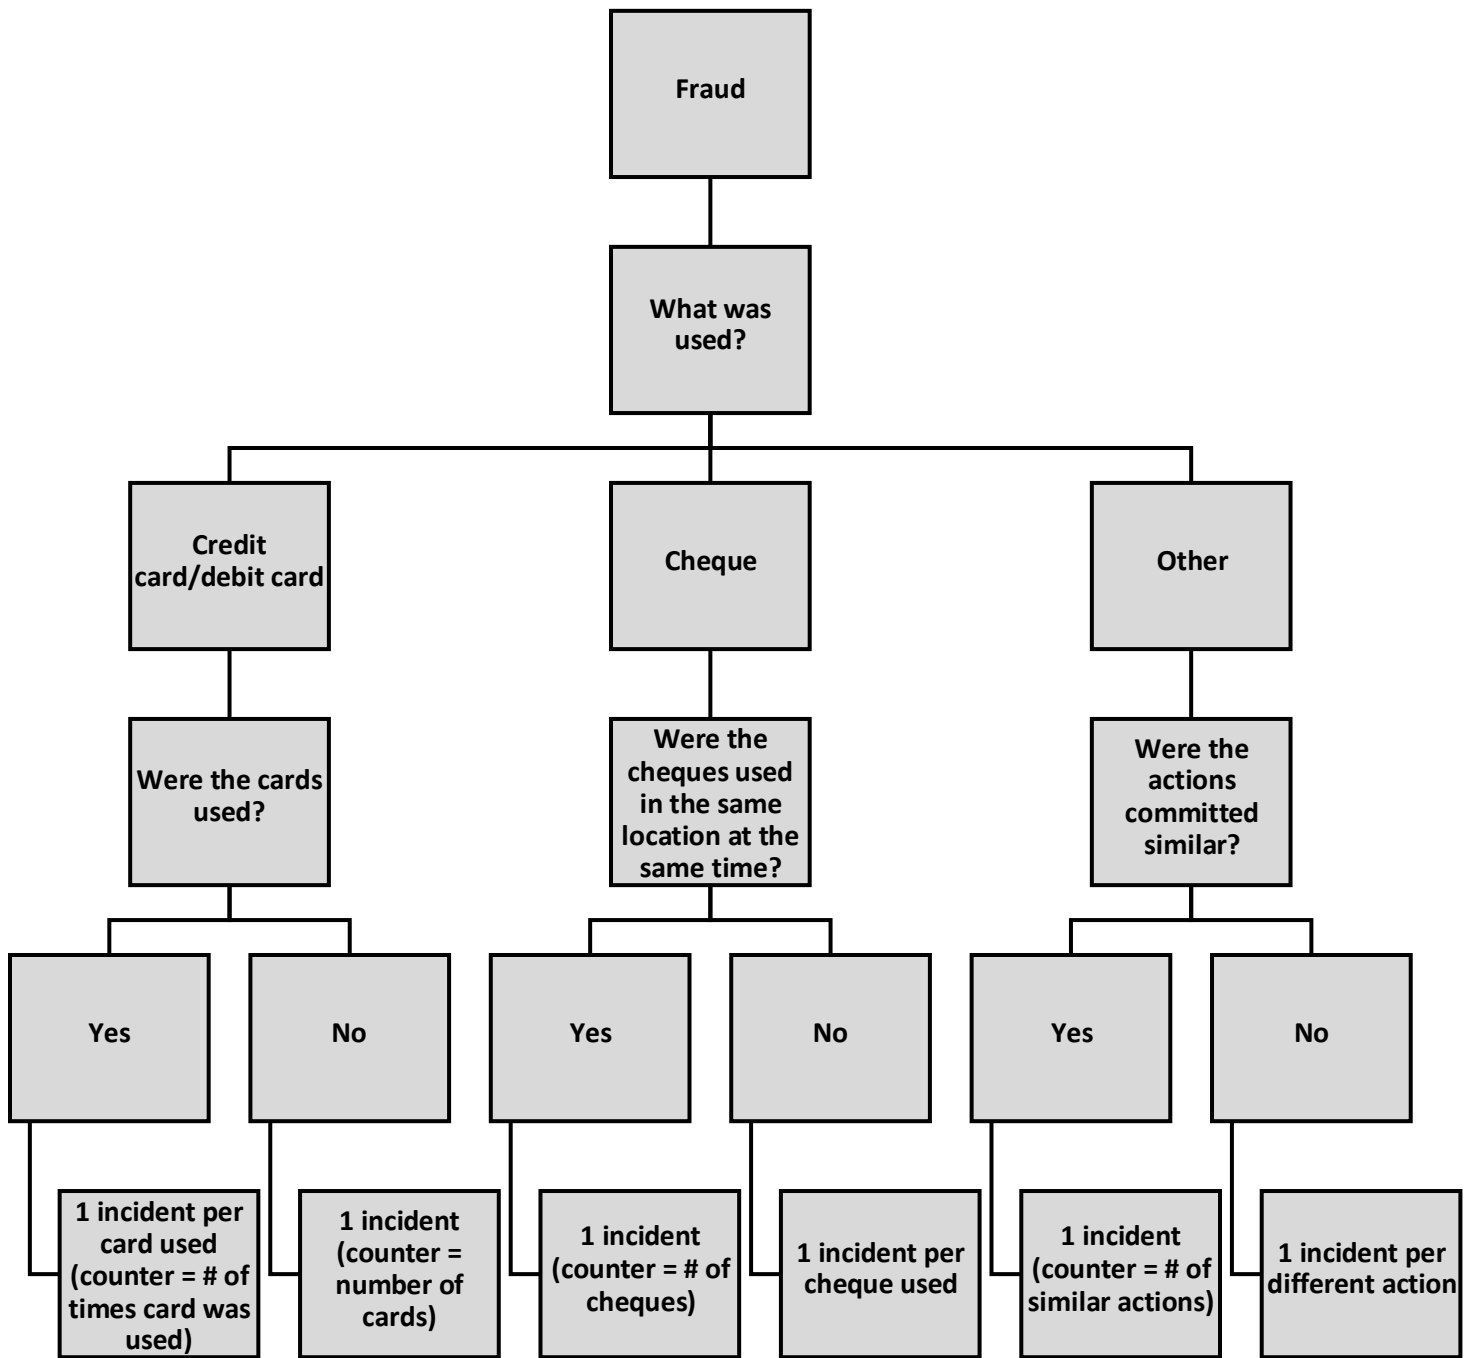 Fraud
What was
used?
Credit
card/debit card
Cheque
Other
Were the cards
used?
Were the
cheques used
in the same
location at the
same time?
Were the
actions
committed
similar?
Yes
No
Yes
No
Yes
No
1 incident per
card used
(counter = # of
times card was
used)
1 incident
(counter =
number of
cards)
1 incident
(counter = # of
cheques)
1 incident per
cheque used
1 incident
(counter = # of
similar actions)
1 incident per
different action